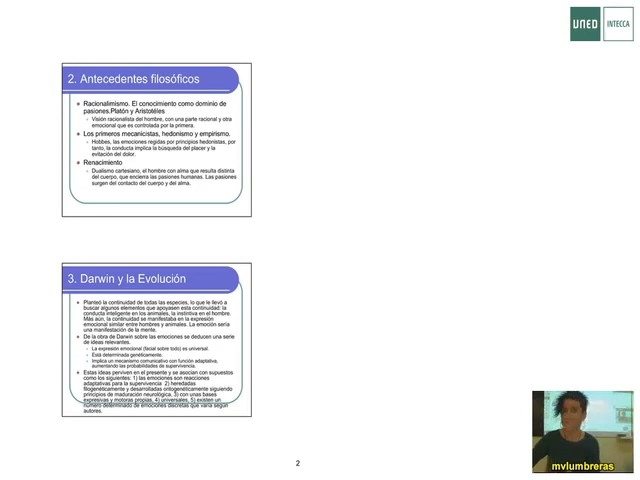 UNED INTECCA
2. Antecedentes filosóficos
Racionalimismo. El conocimiento como dominio de
pasiones.Platón y Aristotéles
Visión racionalista del hombre, con una parte racional y otra
emocional que es controlada por la primera.
Los primeros mecanicistas, hedonismo y empirismo.
Hobbes, las emociones regidas por principios hedonistas, por
tanto, la conducta implica la búsqueda del placer y la
evitación del dolor.
Renacimiento
Dualismo cartesiano, el hombre con alma que resulta distinta
del cuerpo, que encierra las pasiones humanas. Las pasiones
surgen del contacto del cuerpo y del alma.
3. Darwin y la Evolución
Planteó la continuidad de todas las especies, lo que le llevó a
buscar algunos elementos que apoyasen esta continuidad: la
conducta inteligente en los animales, la instintiva en el hombre.
Más aún, la continuidad se manifestaba en la expresión
emocional similar entre hombres y animales. La emoción sería
una manifestación de la mente.
De la obra de Darwin sobre las emociones se deducen una serie
de ideas relevantes.
La expresión emocional (facial sobre todo) es universal.
Está determinada genéticamente.
Implica un mecanismo comunicativo con función adaptativa,
aumentando las probabilidades de supervivencia.
Estas ideas perviven en el presente y se asocian con supuestos
como los siguientes: 1) las emociones son reacciones
adaptativas para la supervivencia 2) heredadas
filogenéticamente y desarrolladas ontogenéticamente siguiendo
principios de maduración neurológica, 3) con unas bases
expresivas y motoras propias, 4) universales, 5) existen un
número determinado de emociones discretas que varía según
autores.
2
mvlumbreras